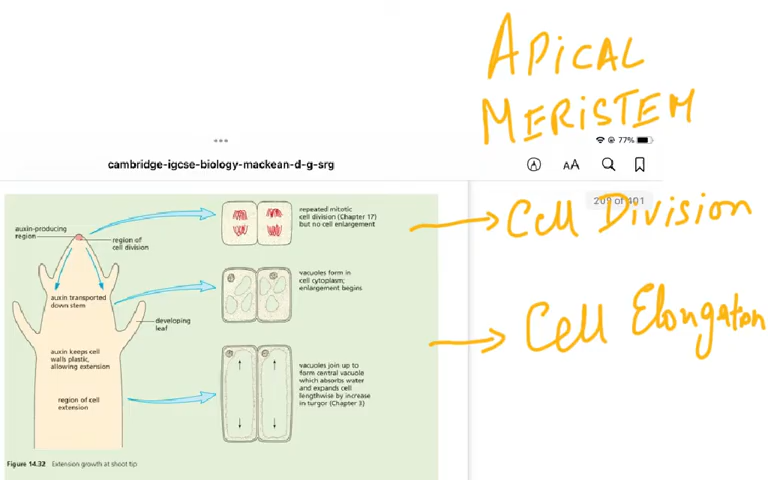 APiCAL
MERiSTEM
77%
cambridge-igcse-biology-mackean-d-g-srg
AA
209 of 401
auxin-producing
region
region of
cell division
repeated mitotic
cell division (Chapter 17)
but no cell enlargement
Cell Division
auxin transported
down stem
vacuoles form in
cell cytoplasm;
enlargement begins
developing
leaf
Cell Elongation
auxin keeps cell
walls plastic,
allowing extension
region of cell
extension
vacuoles join up to
form central vacuole
which absorbs water
and expands cell
lengthwise by increase
in turgor (Chapter 3)
Figure 14.32 Extension growth at shoot tip